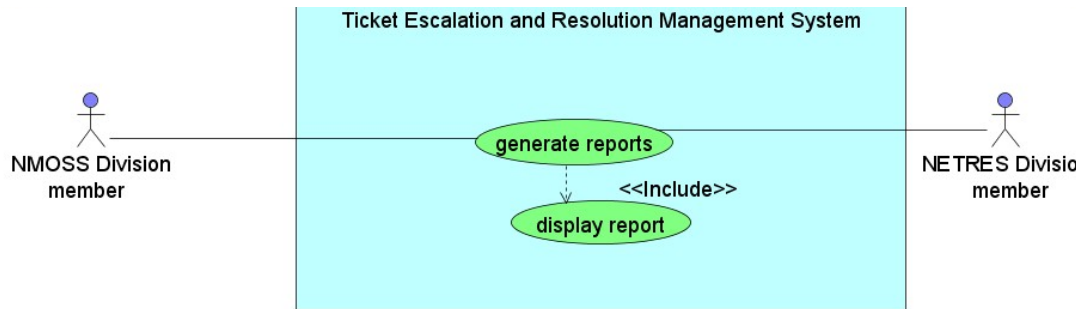 Ticket Escalation and Resolution Management System
generate reports
NMOSS Division
member
NETRES Divisio
member
<<Include>>
display report